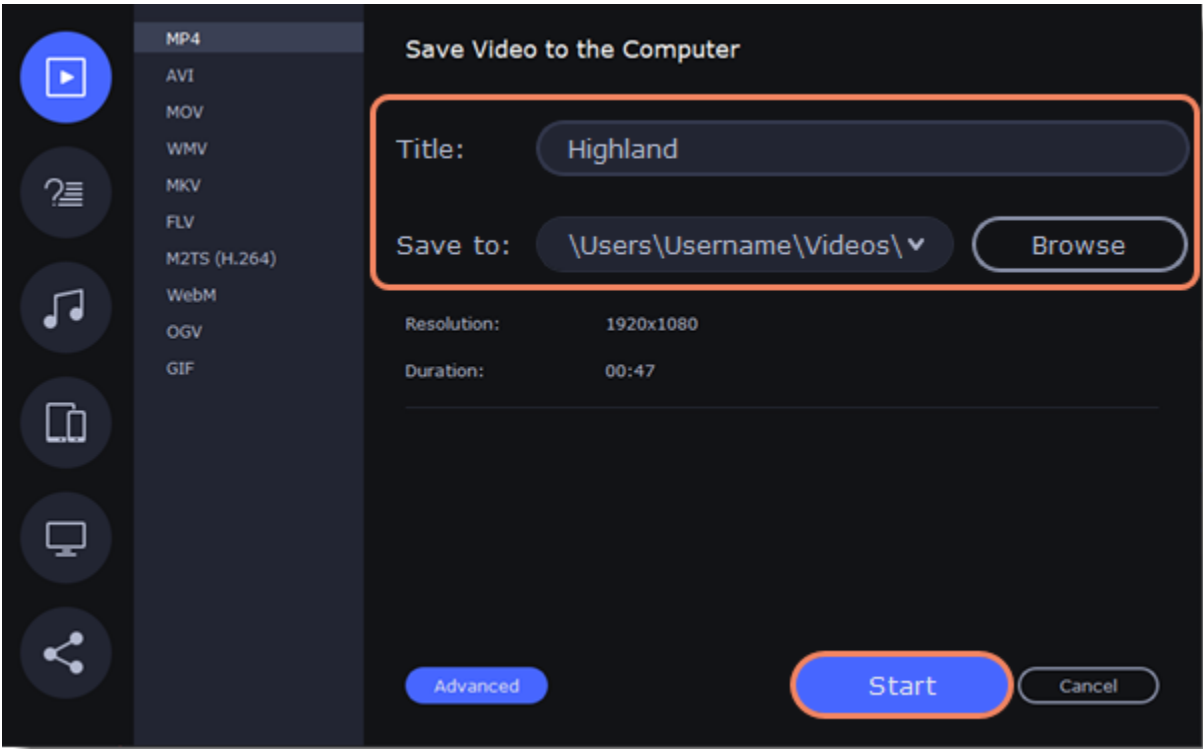 MP4
AVI
MOV
WMV
MKV
FLV
M2TS (H.264)
WebM
OGV
GIF
Save Video to the Computer
Title: Highland
Save to: \Users\Username\Videos\ Browse
Resolution: 1920x1080
Duration: 00:47
Advanced Start Cancel